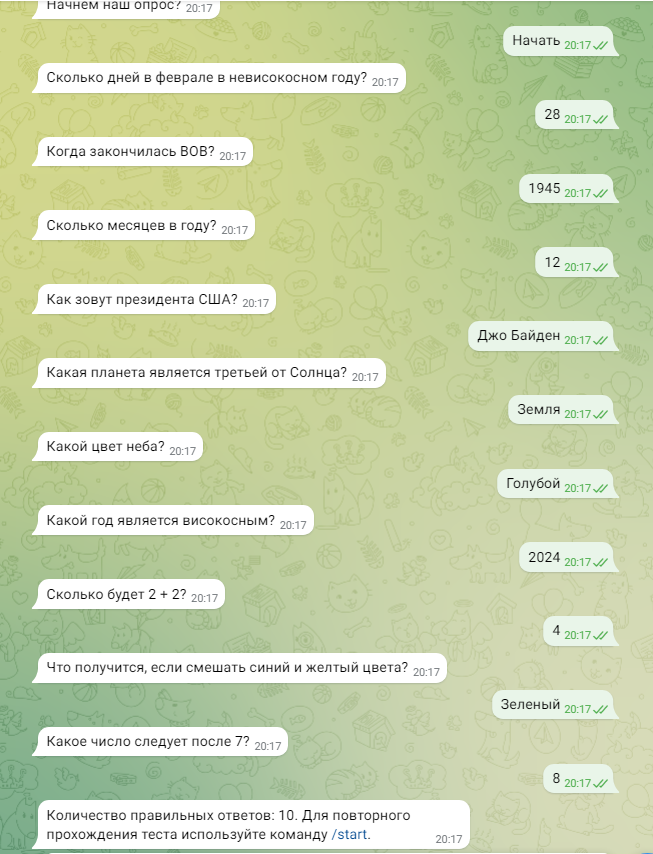 Начнем наш опрос? 20:17
Начать 20:17
Сколько дней в феврале в невисокосном году? 20:17
28 20:17
Когда закончилась ВОВ? 20:17
1945 20:17
Сколько месяцев в году? 20:17
12 20:17
Как зовут президента США? 20:17
Джо Байден 20:17
Какая планета является третьей от Солнца? 20:17
Земля 20:17
Какой цвет неба? 20:17
Голубой 20:17
Какой год является високосным? 20:17
2024 20:17
Сколько будет 2 + 2? 20:17
4 20:17
Что получится, если смешать синий и желтый цвета? 20:17
Зеленый 20:17
Какое число следует после 7? 20:17
8 20:17
Количество правильных ответов: 10. Для повторного
прохождения теста используйте команду /start. 20:17